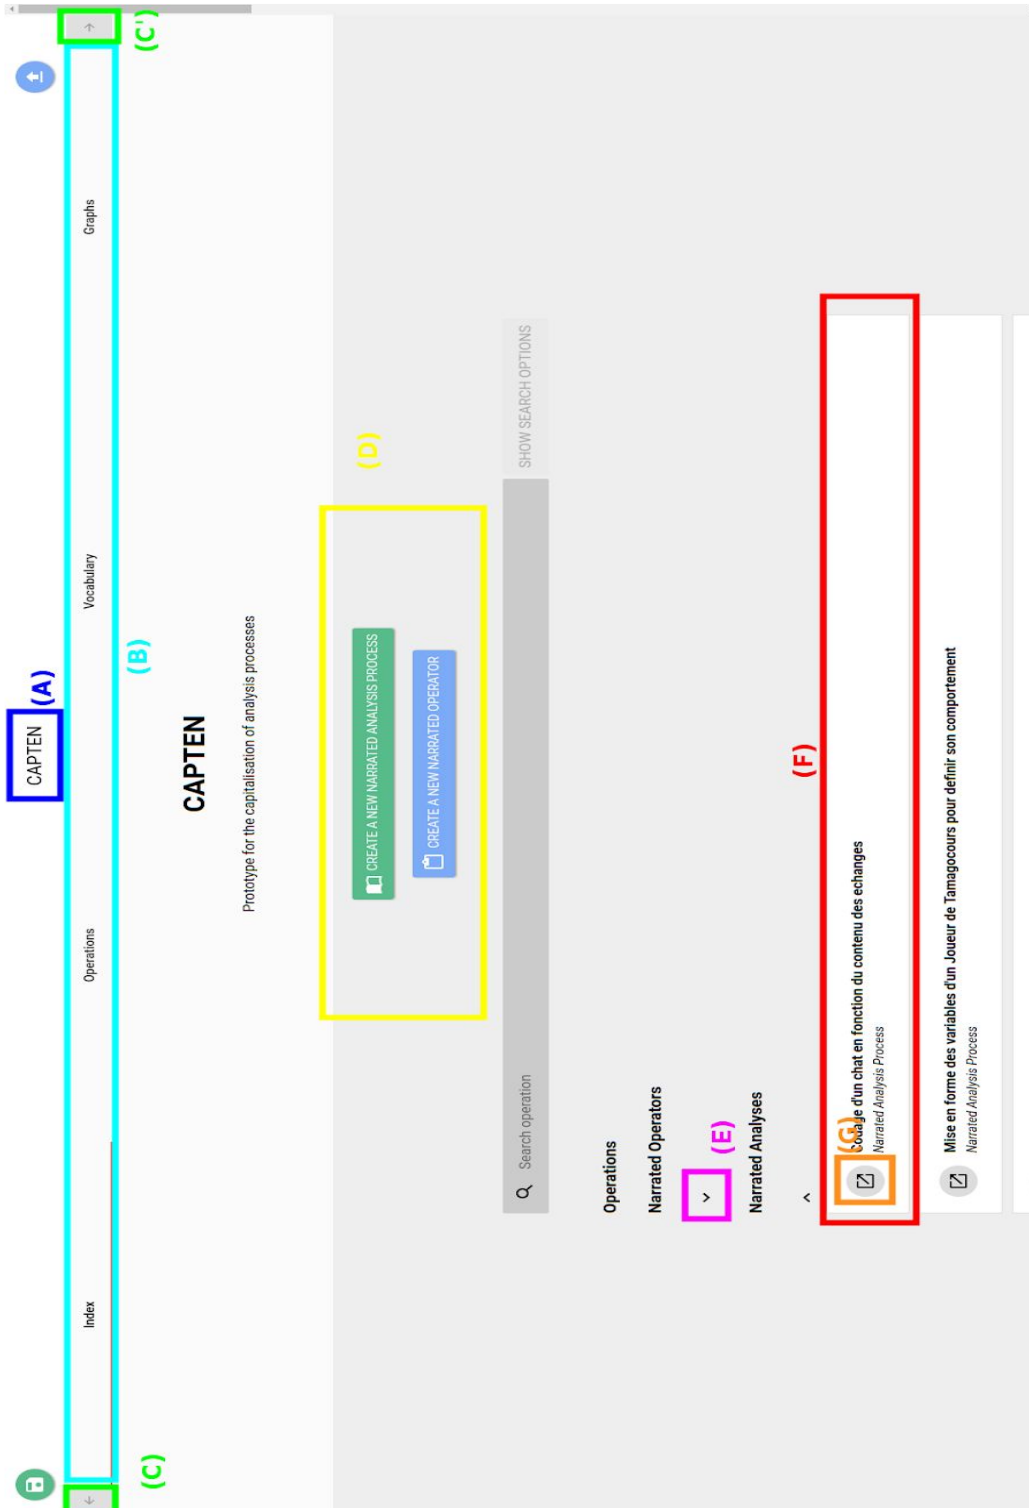 CAPTEN
(A)
Index
Operations
Vocabulary
Graphs
(C)
(B)
(C')
CAPTEN
Prototype for the capitalisation of analysis processes
(D)
CREATE A NEW NARRATED ANALYSIS PROCESS
CREATE A NEW NARRATED OPERATOR
Search operation
SHOW SEARCH OPTIONS
Operations
Narrated Operators
(E)
Narrated Analyses
(F)
(G)
Codage d'un chat en fonction du contenu des echanges
Narrated Analysis Process
Mise en forme des variables d'un Joueur de Tamagocours pour definir son comportement
Narrated Analysis Process